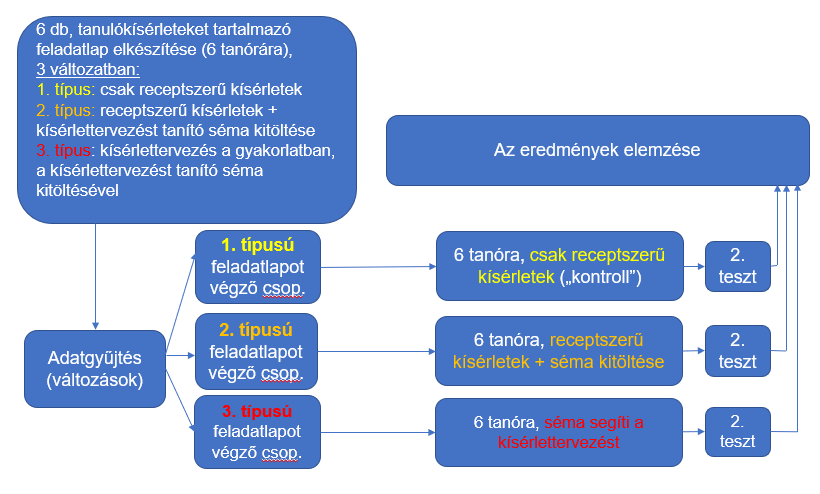 6 db, tanulókísérleteket tartalmazó
feladatlap elkészítése (6 tanórára),
3 változatban:
1. típus: csak receptszerű kísérletek
2. típus: receptszerű kísérletek +
kísérlettervezést tanító séma kitöltése
3. típus: kísérlettervezés a gyakorlatban,
a kísérlettervezést tanító séma
kitöltésével
Az eredmények elemzése
Adatgyűjtés
(változások)
1. típusú
feladatlapot
végző csop.
6 tanóra, csak receptszerű
kísérletek („kontroll”)
2.
teszt
2. típusú
feladatlapot
végző csop.
6 tanóra, receptszerű
kísérletek + séma kitöltése
2.
teszt
3. típusú
feladatlapot
végző csop.
6 tanóra, séma segíti a
kísérlettervezést
2.
teszt